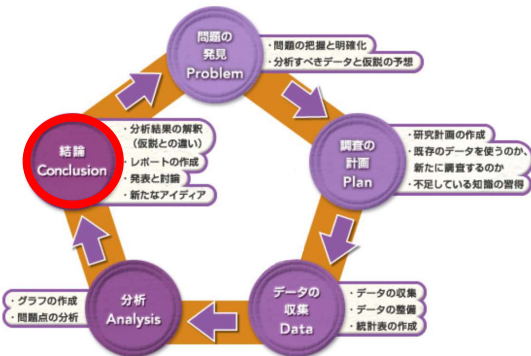 問題の
発見
Problem
・問題の把握と明確化
・分析すべきデータと仮説の予想
調査の
計画
Plan
・研究計画の作成
・既存のデータを使うのか、
新たに調査するのか
・不足している知識の習得
データの
収集
Data
・データの収集
・データの整備
・統計表の作成
分析
Analysis
・グラフの作成
・問題点の分析
結論
Conclusion
・分析結果の解釈
(仮説との違い)
・レポートの作成
・発表と討論
・新たなアイディア